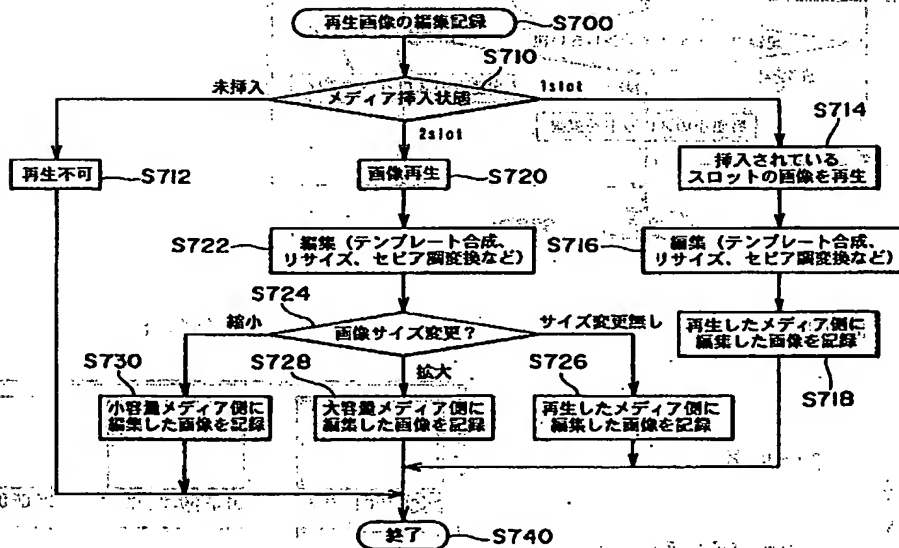 再生画像の編集記録
S700
S710
メディア挿入状態
未挿入
1slot
2slot
S714
挿入されている
スロットの画像を再生
再生不可
S712
画像再生
S720
S722
編集（テンプレート合成、
リサイズ、セピア調変換など）
S716
編集（テンプレート合成、
リサイズ、セピア調変換など）
S724
画像サイズ変更？
縮小
サイズ変更無し
拡大
再生したメディア側に
編集した画像を記録
S718
S730
小容量メディア側に
編集した画像を記録
S728
大容量メディア側に
編集した画像を記録
S726
再生したメディア側に
編集した画像を記録
終了
S740